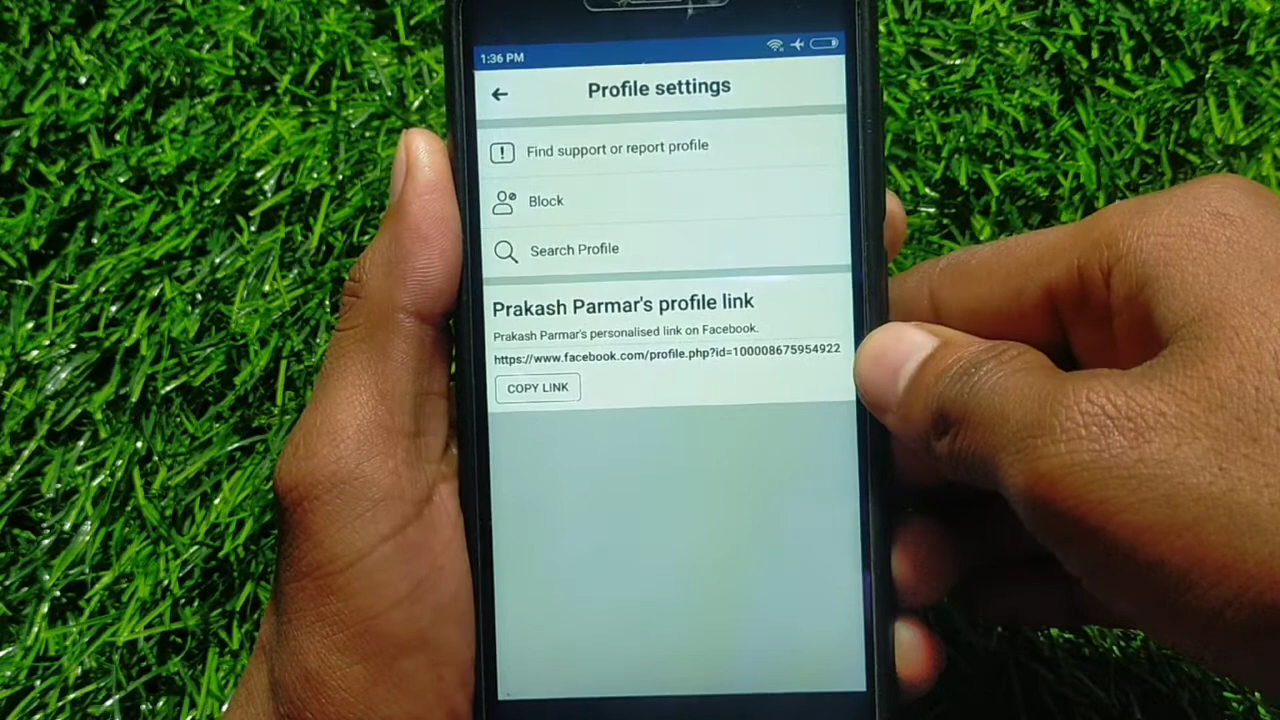 1:36 PM
Profile settings
Find support or report profile
Block
Search Profile
Prakash Parmar's profile link
Prakash Parmar's personalised link on Facebook.
https://www.facebook.com/profile.php?id=100008675954922
COPY LINK